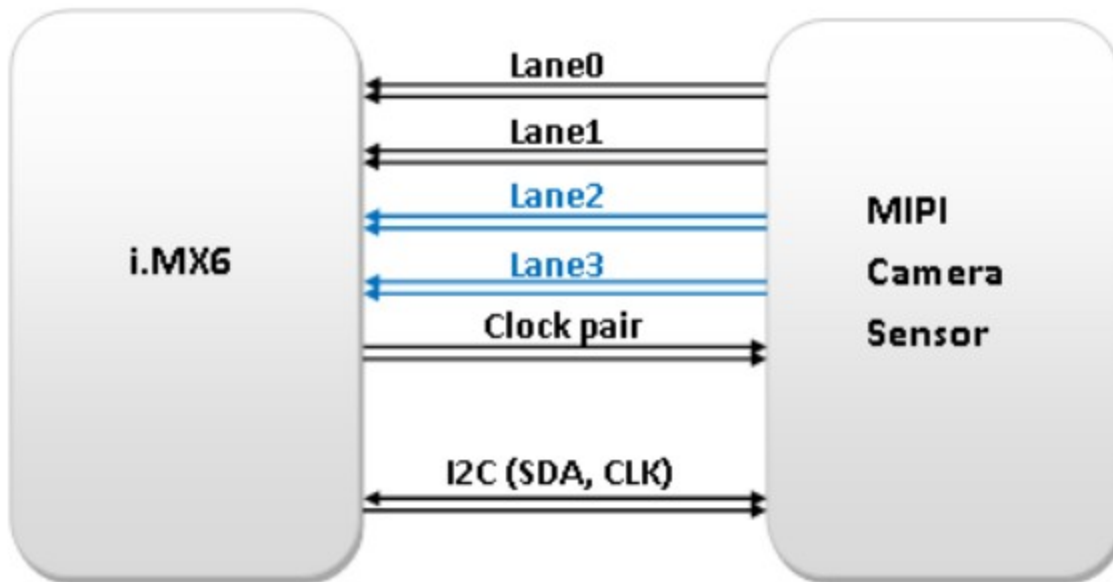 Lane0
Lane1
Lane2
Lane3
Clock pair
I2C (SDA, CLK)
i.MX6
MIPI
Camera
Sensor